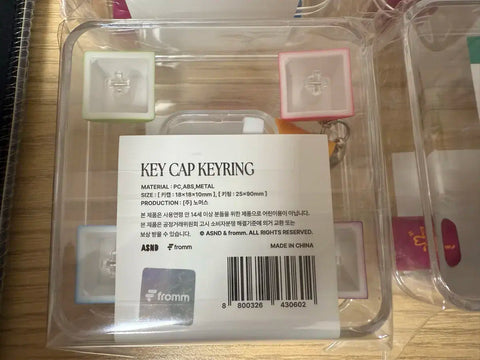 KEY CAP KEYRING
MATERIAL : PC,ABS,METAL
SIZE : [ 키캡 : 18×18×10mm ], [ 키링 : 25×90mm ]
PRODUCTION : [주] 노머스
본 제품은 사용연령 만 14세 이상 분들을 위한 제품으로 어린이용이 아닙니다.
본 제품은 공정거래위원회 고시 소비자분쟁 해결기준에 의거 교환 또는
보상 받을 수 있습니다. © ASND & fromm. ALL RIGHTS RESERVED.
ASND fromm MADE IN CHINA
fromm
8 800326 430602